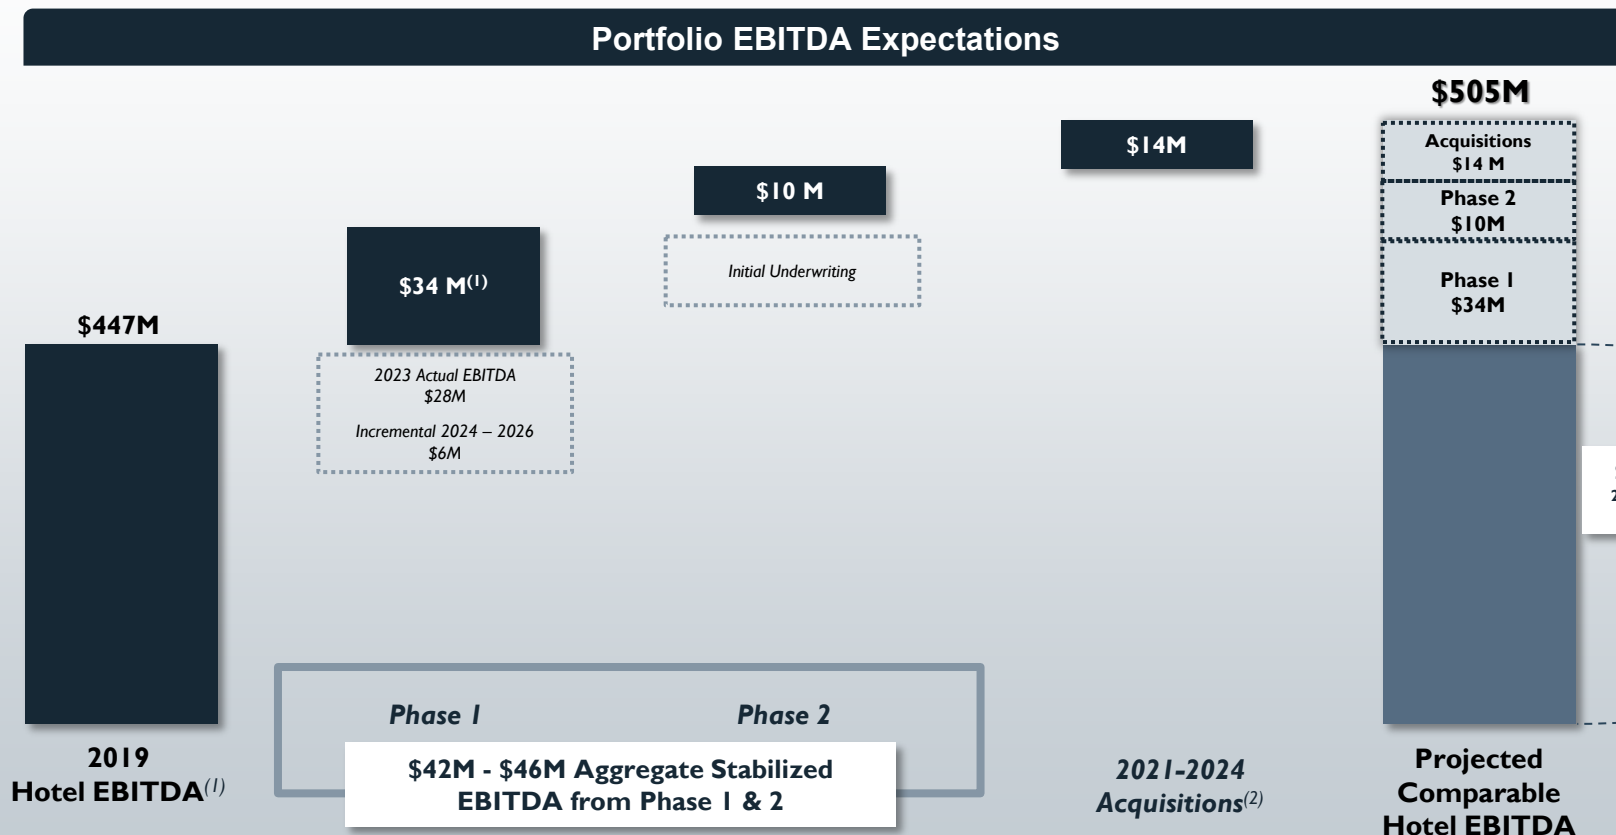 Portfolio EBITDA Expectations
$447M
2019
Hotel EBITDA(1)
$34 M(1)
2023 Actual EBITDA
$28M
Incremental 2024 – 2026
$6M
$10 M
Initial Underwriting
Phase 1
Phase 2
$42M - $46M Aggregate Stabilized
EBITDA from Phase 1 & 2
$14M
2021-2024
Acquisitions(2)
$505M
Acquisitions
$14 M
Phase 2
$10M
Phase 1
$34M
Projected
Comparable
Hotel EBITDA